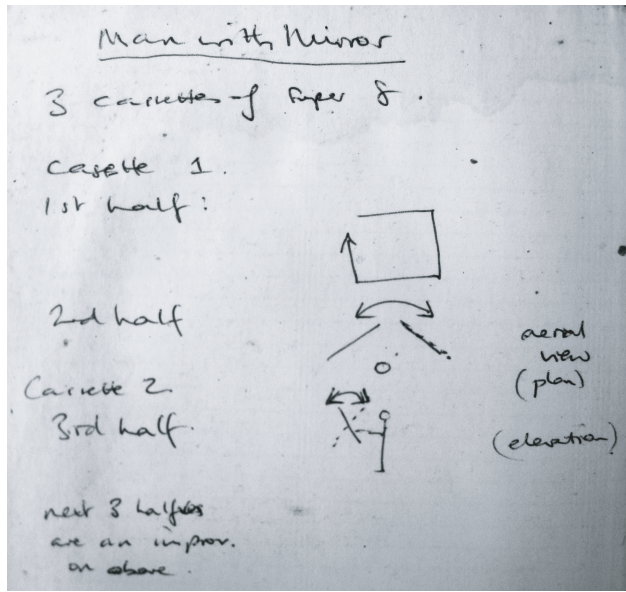 Man with Mirror
3 cassettes of Super 8.
Casette 1.
1st half:
2nd half
aerial
view
(plan)
Cassette 2
3rd half.
(elevation)
next 3 halfves
are an improv.
on above.